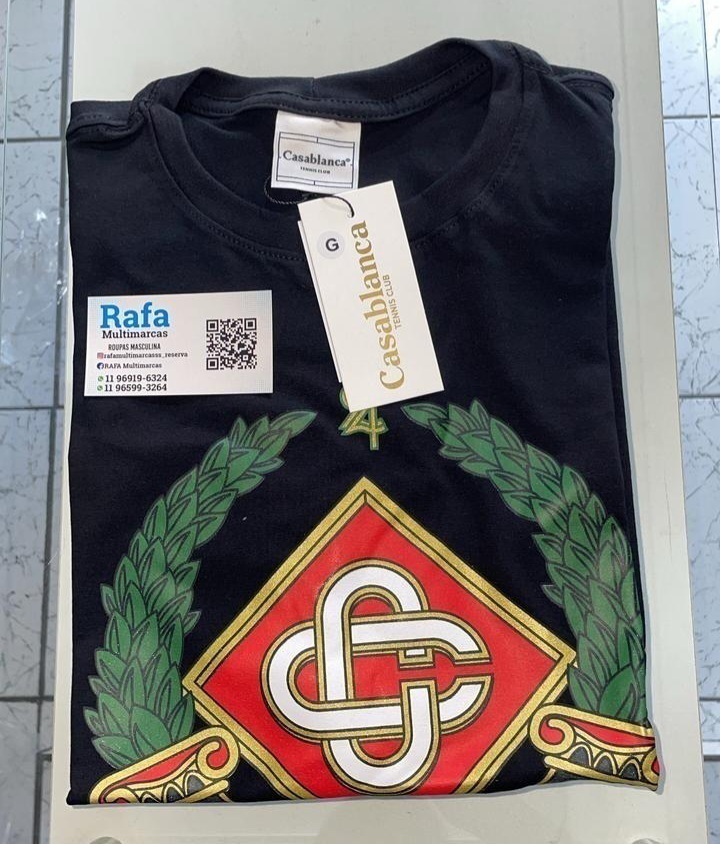 Casablanca®
TENNIS CLUB
G
Casablanca
TENNIS CLUB
Rafa
Multimarcas
ROUPAS MASCULINA
rafamultimarcasss_reserva
RAFA Multimarcas
11 96919-6324
11 96599-3264